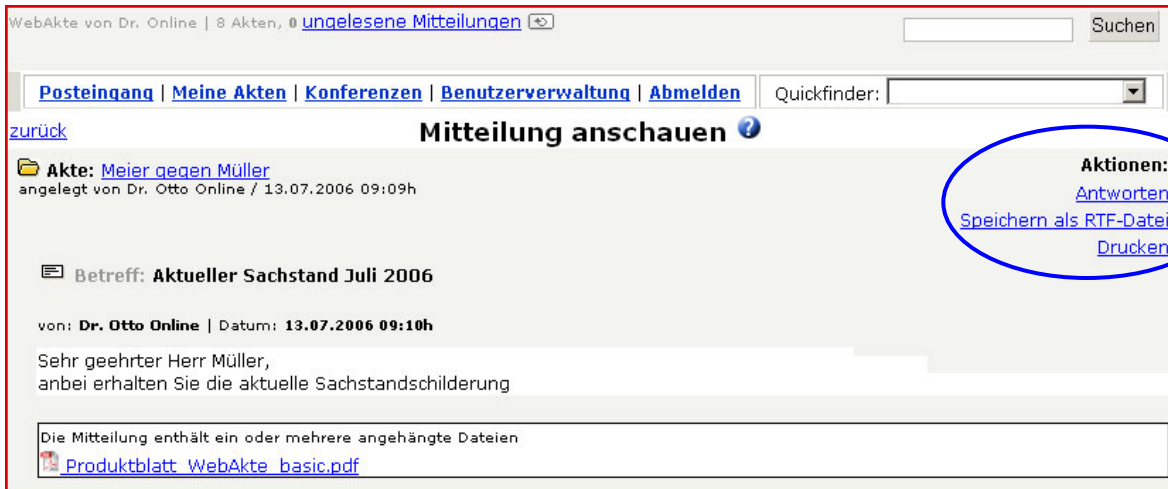 WebAkte von Dr. Online | 8 Akten, 0 ungelesene Mitteilungen
Suchen
Posteingang | Meine Akten | Konferenzen | Benutzerverwaltung | Abmelden
Quickfinder:
zurück
Mitteilung anschauen ?
Akte: Meier gegen Müller
angelegt von Dr. Otto Online / 13.07.2006 09:09h
Aktionen:
Antworten
Speichern als RTF-Datei
Drucken
Betreff: Aktueller Sachstand Juli 2006
von: Dr. Otto Online | Datum: 13.07.2006 09:10h
Sehr geehrter Herr Müller,
anbei erhalten Sie die aktuelle Sachstandschilderung
Die Mitteilung enthält ein oder mehrere angehängte Dateien
Produktblatt_WebAkte_basic.pdf